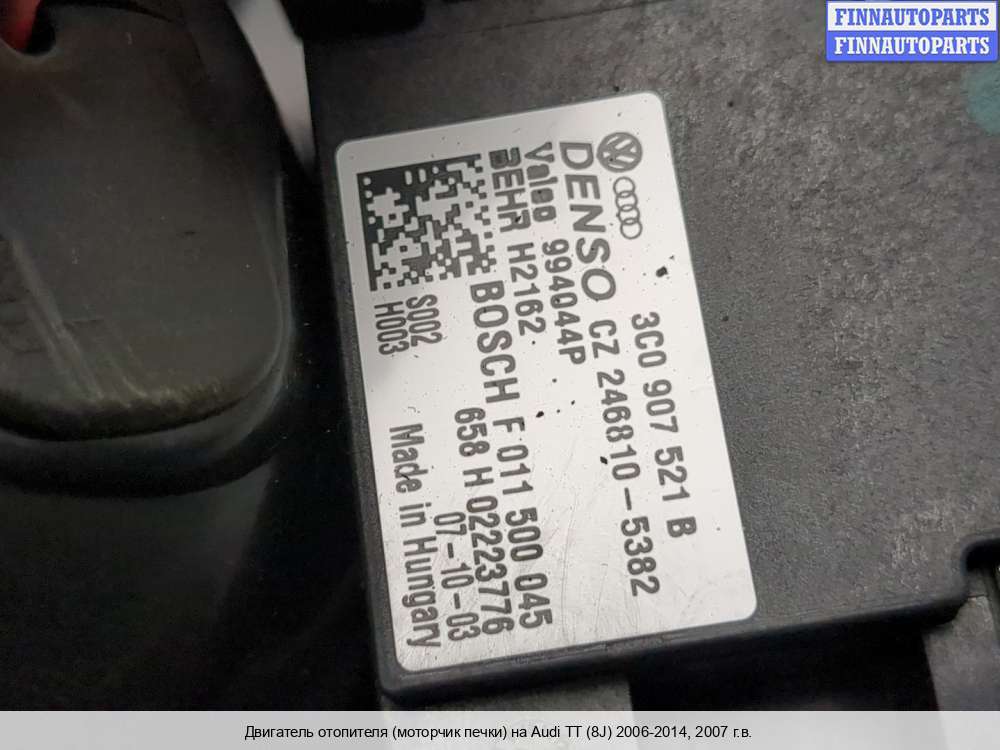 FINNAUTOPARTS
FINNAUTOPARTS
3C0 907 521 B
DENSO CZ 246810-5382
Valeo 994044P
BEHR H2162
BOSCH F 011 500 045
658 H 02223776
S002 07-10-03
H003 Made in Hungary
Двигатель отопителя (моторчик печки) на Audi TT (8J) 2006-2014, 2007 г.в.